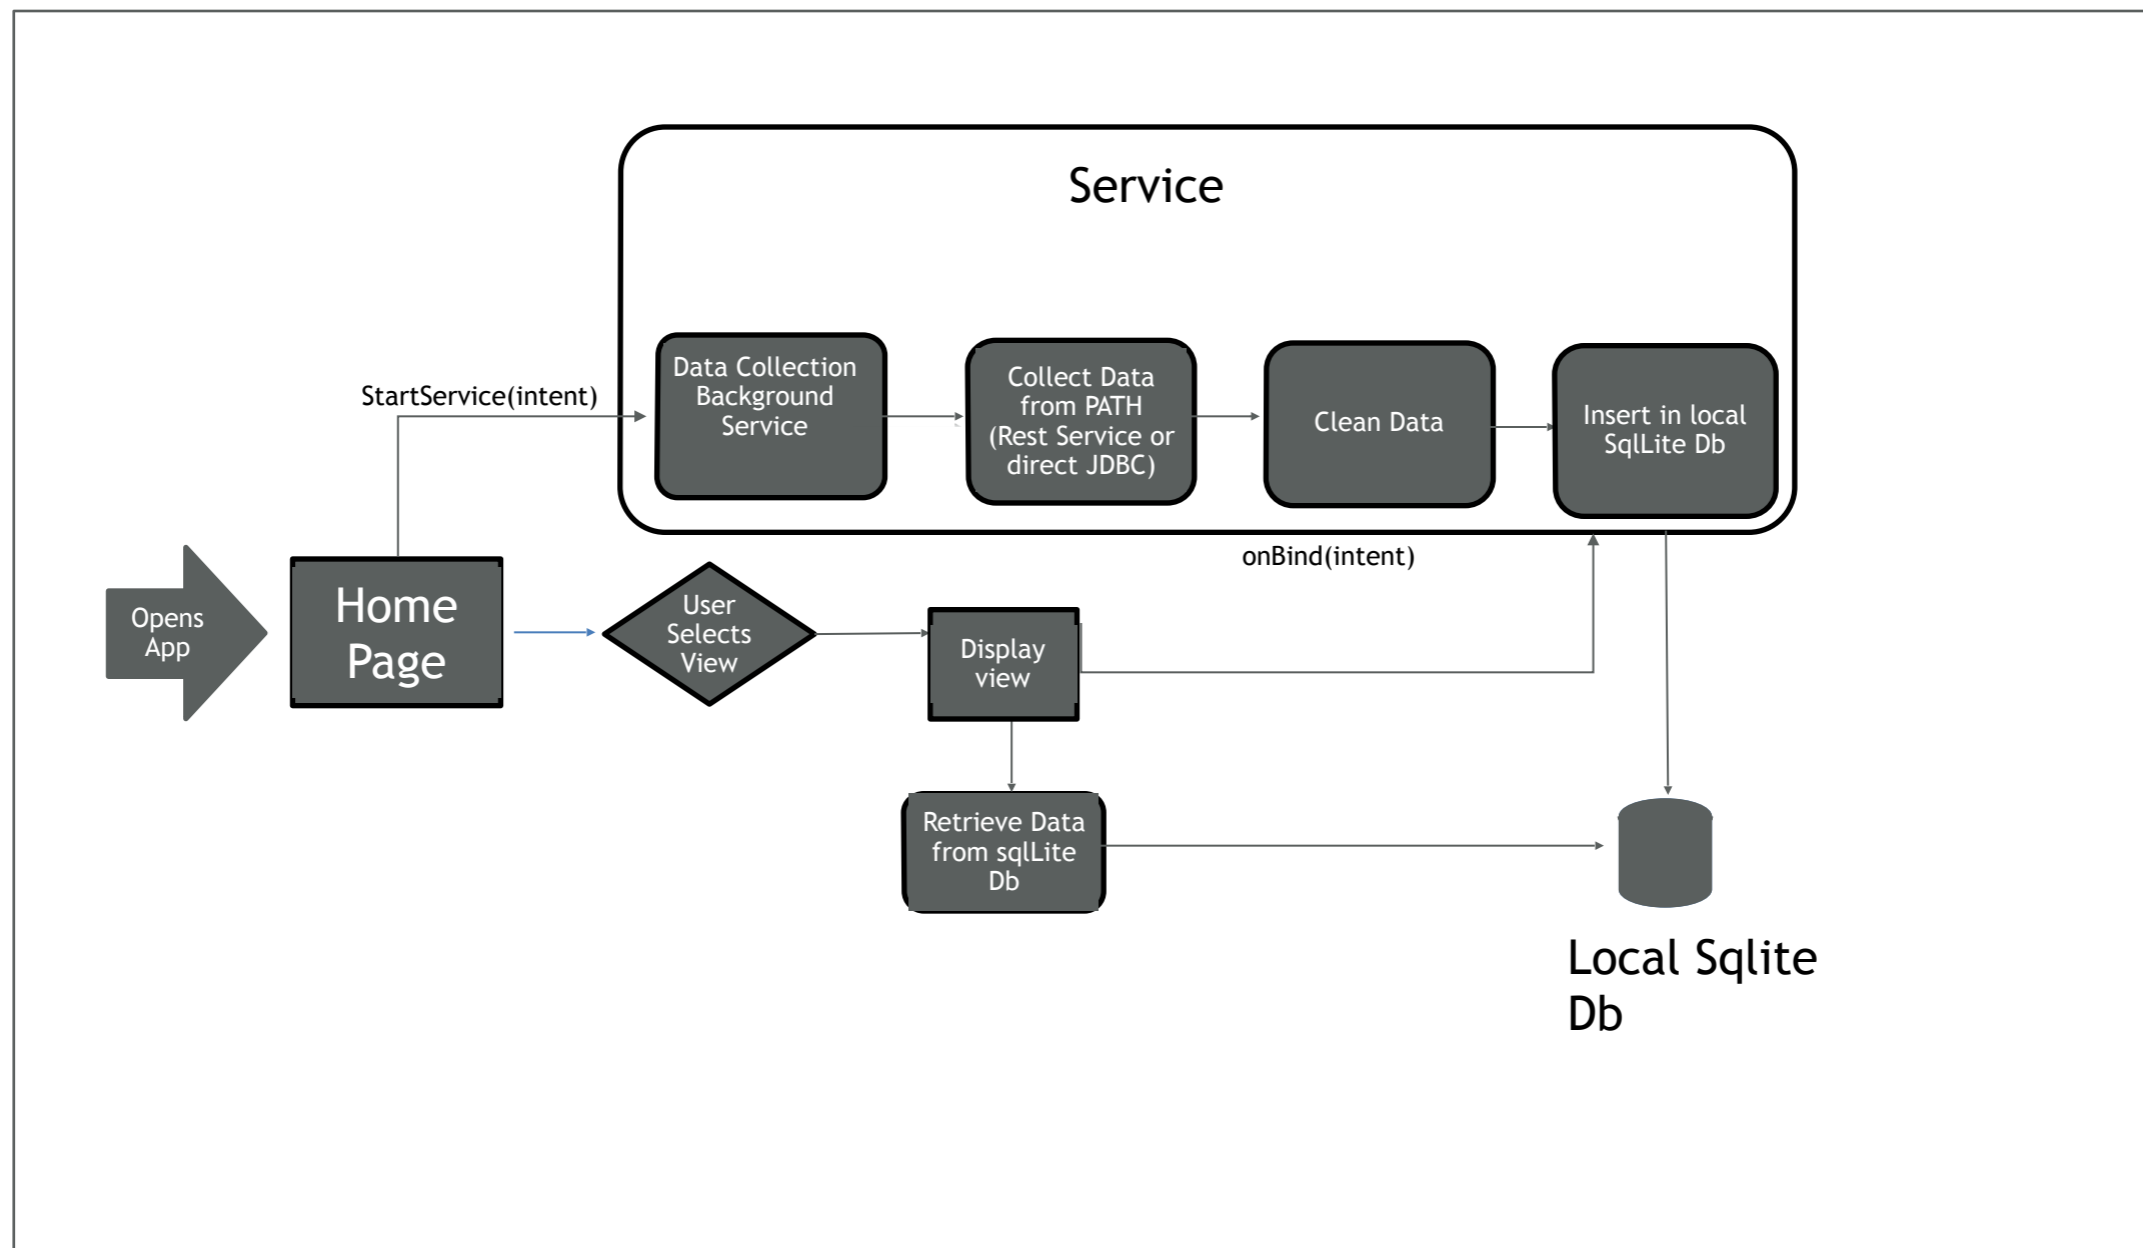 Service
StartService(intent)
Data Collection
Background
Service
Collect Data
from PATH
(Rest Service or
direct JDBC)
Clean Data
Insert in local
SqlLite Db
onBind(intent)
Opens
App
Home
Page
User
Selects
View
Display
view
Retrieve Data
from sqlLite
Db
Local Sqlite
Db